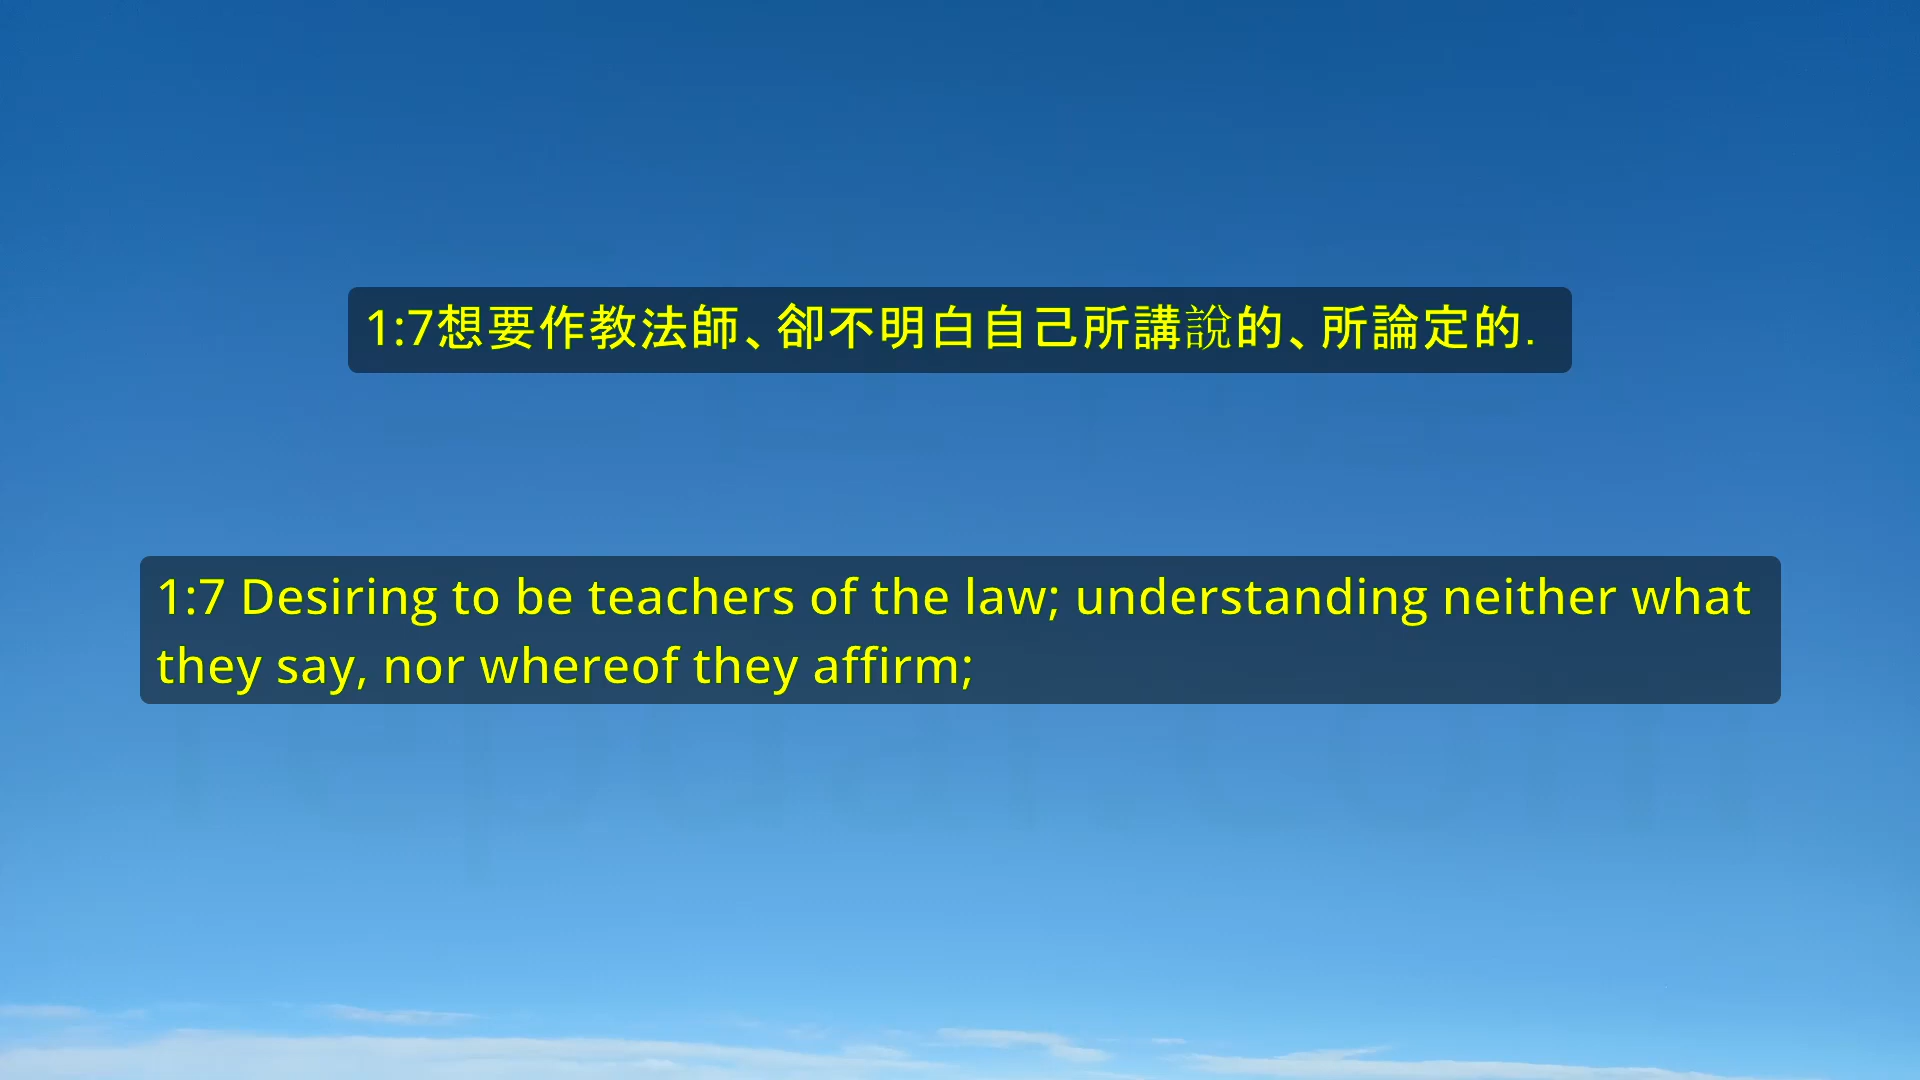 1:7想要作教法師、卻不明白自己所講說的、所論定的.
1:7 Desiring to be teachers of the law; understanding neither what
they say, nor whereof they affirm;